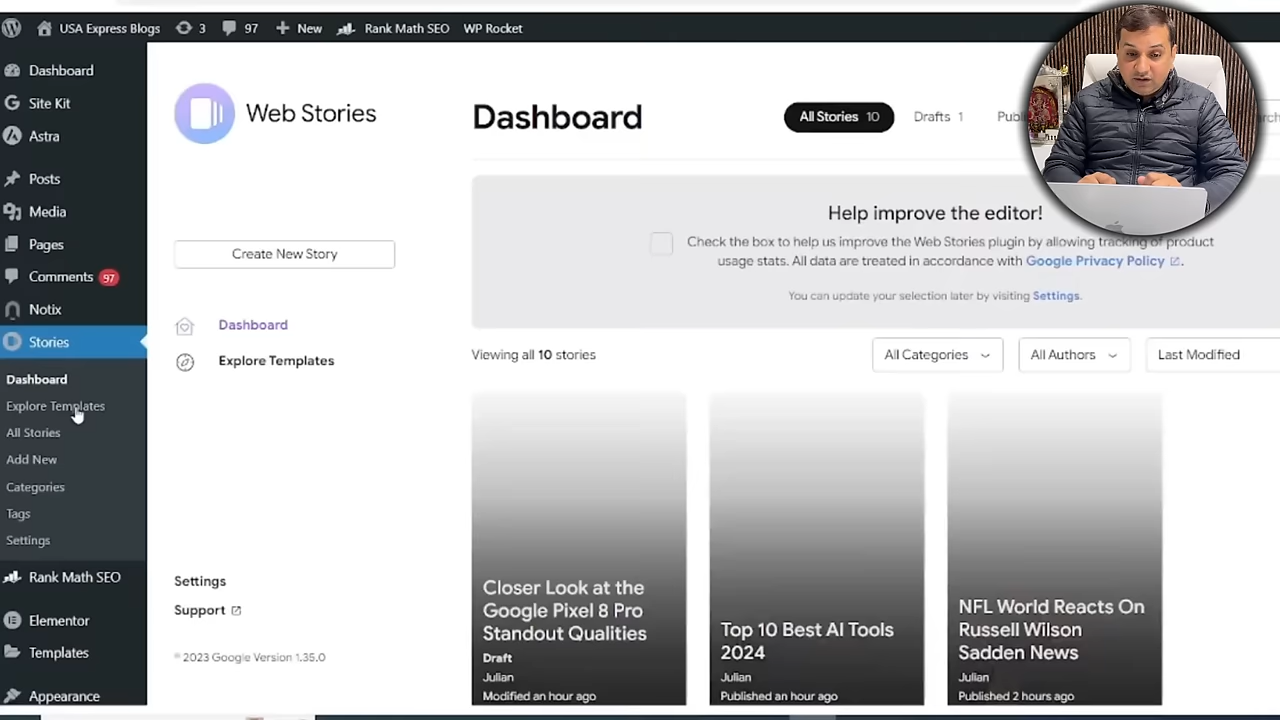 USA Express Blogs 3 97 New Rank Math SEO WP Rocket
Dashboard
Site Kit
Astra
Posts
Media
Pages
Comments 97
Notix
Stories
Dashboard
Explore Templates
All Stories
Add New
Categories
Tags
Settings
Rank Math SEO
Elementor
Templates
Appearance
Web Stories
Create New Story
Dashboard
Explore Templates
Settings
Support
© 2023 Google Version 1.35.0
Dashboard
All Stories 10 Drafts 1
Help improve the editor!
Check the box to help us improve the Web Stories plugin by allowing tracking of product
usage stats. All data are treated in accordance with Google Privacy Policy.
You can update your selection later by visiting Settings.
Viewing all 10 stories
All Categories All Authors Last Modified
Closer Look at the
Google Pixel 8 Pro
Standout Qualities
Draft
Julian
Modified an hour ago
Top 10 Best AI Tools
2024
Julian
Published an hour ago
NFL World Reacts On
Russell Wilson
Sadden News
Julian
Published 2 hours ago